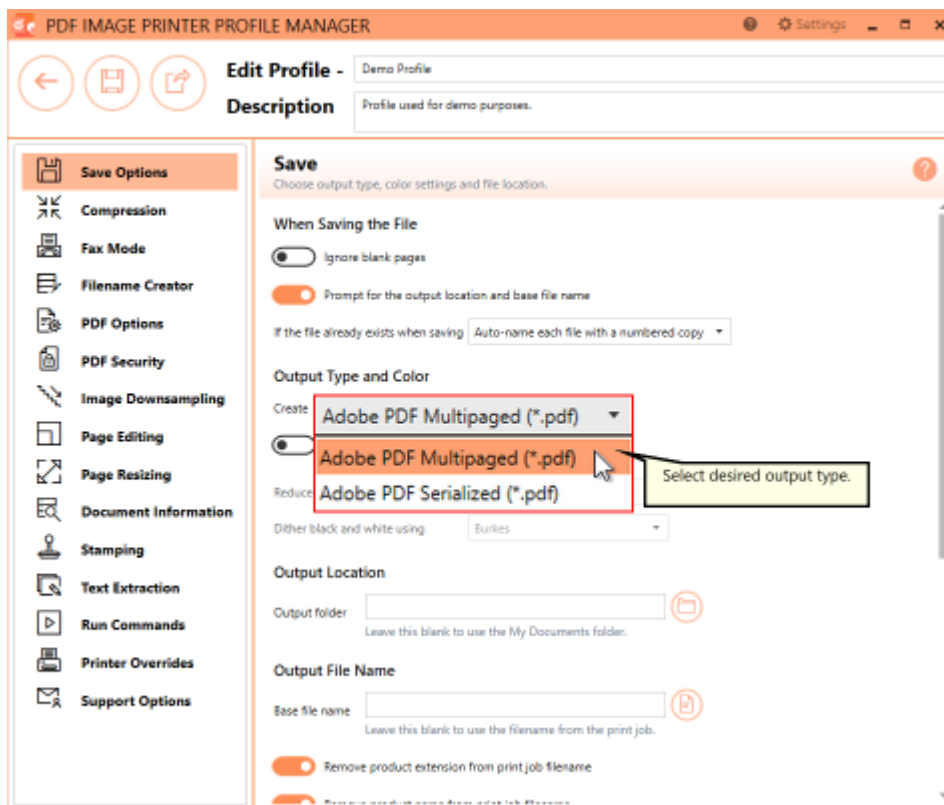 PDF IMAGE PRINTER PROFILE MANAGER
Settings
Edit Profile - Demo Profile
Description Profile used for demo purposes.
Save Options
Compression
Fax Mode
Filename Creator
PDF Options
PDF Security
Image Downsampling
Page Editing
Page Resizing
Document Information
Stamping
Text Extraction
Run Commands
Printer Overrides
Support Options
Save
Choose output type, color settings and file location.
When Saving the File
Ignore blank pages
Prompt for the output location and base file name
If the file already exists when saving Auto-name each file with a numbered copy
Output Type and Color
Create Adobe PDF Multipaged (*.pdf)
Adobe PDF Multipaged (*.pdf)
Select desired output type.
Reduce Adobe PDF Serialized (*.pdf)
Dither black and white using Burkes
Output Location
Output folder
Leave this blank to use the My Documents folder.
Output File Name
Base file name
Leave this blank to use the filename from the print job.
Remove product extension from print job filename
Remove product name from print job filename